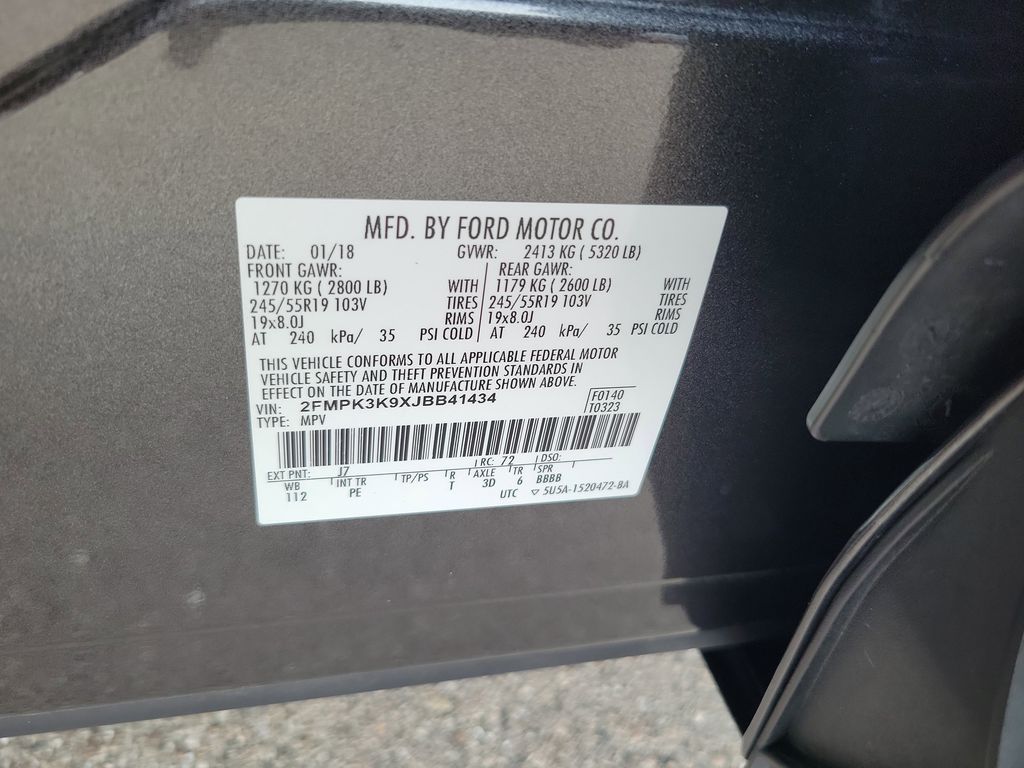 MFD. BY FORD MOTOR CO.
DATE: 01/18 GVWR: 2413 KG ( 5320 LB)
FRONT GAWR: REAR GAWR:
1270 KG ( 2800 LB) WITH 1179 KG ( 2600 LB) WITH
245/55R19 103V TIRES 245/55R19 103V TIRES
19x8.0J RIMS 19x8.0J RIMS
AT 240 kPa/ 35 PSI COLD AT 240 kPa/ 35 PSI COLD
THIS VEHICLE CONFORMS TO ALL APPLICABLE FEDERAL MOTOR
VEHICLE SAFETY AND THEFT PREVENTION STANDARDS IN
EFFECT ON THE DATE OF MANUFACTURE SHOWN ABOVE.
VIN: 2FMPK3K9XJBB41434 F0140
TYPE: MPV T0323
EXT PNT: J7 RC: 72 DSO:
WB INT TR TP/PS R AXLE TR SPR
112 PE T 3D 6 BBBB
UTC ▽ 5U5A-1520472-BA